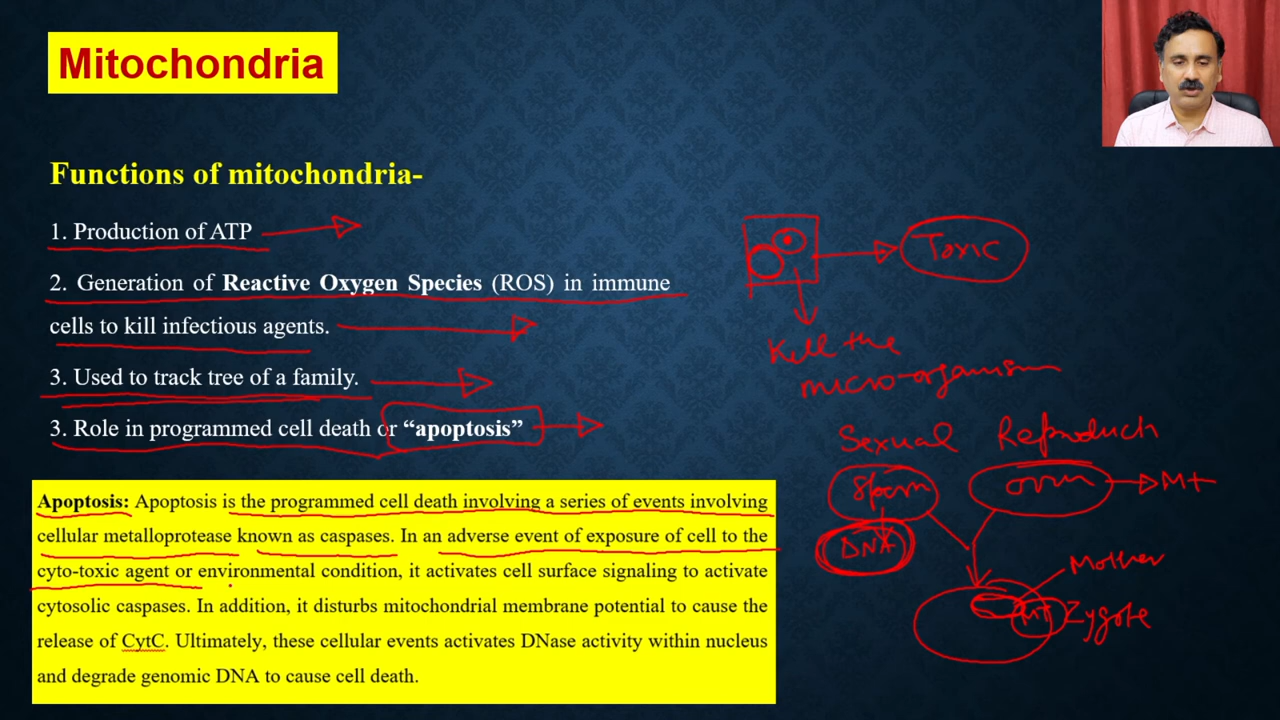 Mitochondria
Functions of mitochondria-
1. Production of ATP
2. Generation of Reactive Oxygen Species (ROS) in immune
cells to kill infectious agents.
3. Used to track tree of a family.
3. Role in programmed cell death or “apoptosis”
Apoptosis: Apoptosis is the programmed cell death involving a series of events involving
cellular metalloprotease known as caspases. In an adverse event of exposure of cell to the
cyto-toxic agent or environmental condition, it activates cell surface signaling to activate
cytosolic caspases. In addition, it disturbs mitochondrial membrane potential to cause the
release of CytC. Ultimately, these cellular events activates DNase activity within nucleus
and degrade genomic DNA to cause cell death.
Toxic
Kill the
micro-organism
Sexual Reproduch
Sperm ovum Mt
DNA
Mother
Mt Zygote